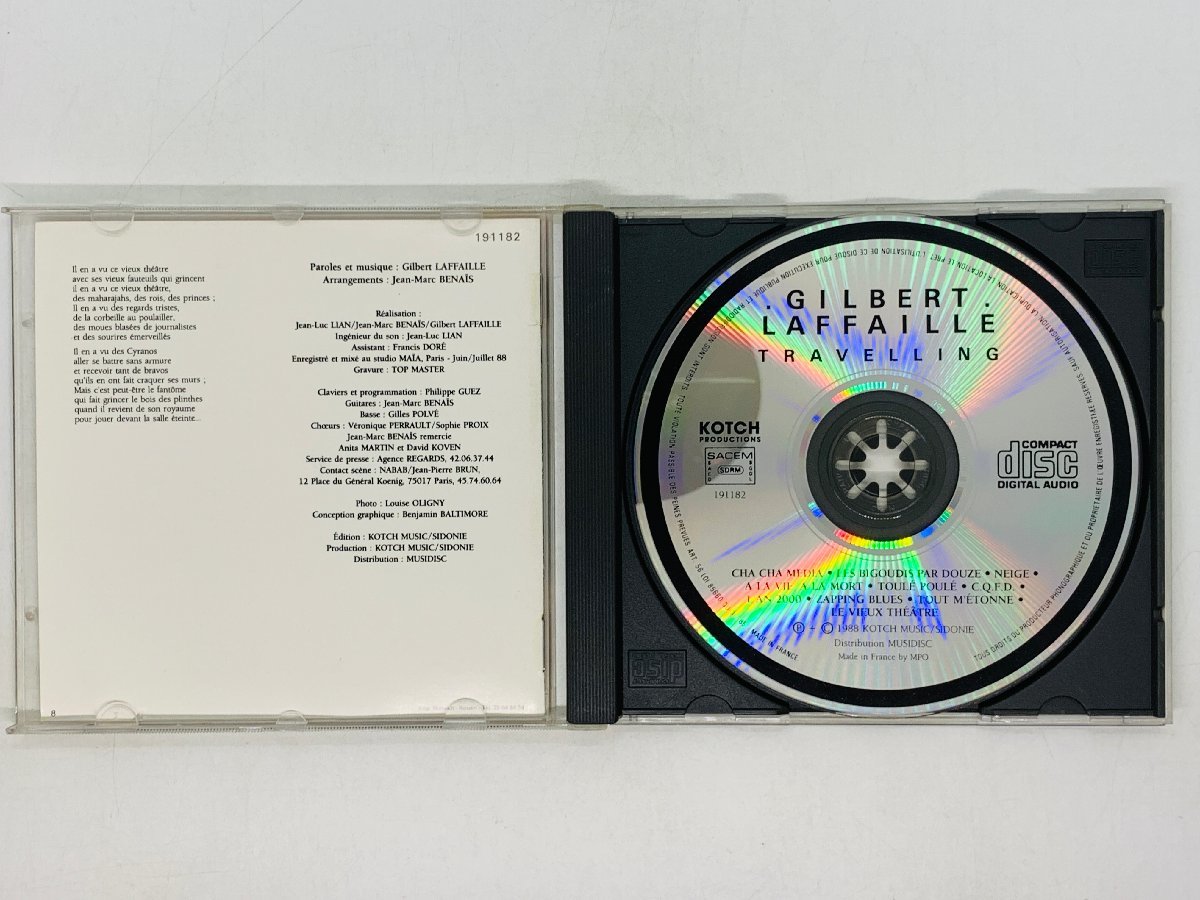 191182
Il en a vu ce vieux théâtre
avec ses vieux fauteuils qui grincent
il en a vu ce vieux théâtre,
des maharajahs, des rois, des princes ;
Il en a vu des regards tristes,
de la corbeille au poulailler,
des moues blasées de journalistes
et des sourires émerveillés
Il en a vu des Cyranos
aller se battre sans armure
et recevoir tant de bravos
qu'ils en ont fait craquer ses murs ;
Mais c'est peut-être le fantôme
qui fait grincer le bois des plinthes
quand il revient de son royaume
pour jouer devant la salle éteinte...
8
Paroles et musique : Gilbert LAFFAILLE
Arrangements : Jean-Marc BENAÏS
Réalisation :
Jean-Luc LIAN/Jean-Marc BENAÏS/Gilbert LAFFAILLE
Ingénieur du son : Jean-Luc LIAN
Assistant : Francis DORÉ
Enregistré et mixé au studio MAÏA, Paris - Juin/Juillet 88
Gravure : TOP MASTER
Claviers et programmation : Philippe GUEZ
Guitares : Jean-Marc BENAÏS
Basse : Gilles POLVÉ
Chœurs : Véronique PERRAULT/Sophie PROIX
Jean-Marc BENAÏS remercie
Anita MARTIN et David KOVEN
Service de presse : Agence REGARDS, 42.06.37.44
Contact scène : NABAB/Jean-Pierre BRUN,
12 Place du Général Koenig, 75017 Paris, 45.74.60.64
Photo : Louise OLIGNY
Conception graphique : Benjamin BALTIMORE
Édition : KOTCH MUSIC/SIDONIE
Production : KOTCH MUSIC/SIDONIE
Distribution : MUSIDISC
. GILBERT .
LAFFAILLE
TRAVELLING
KOTCH
PRODUCTIONS
SACEM
SDRM
191182
COMPACT
disc
DIGITAL AUDIO
CHA CHA MEDIA • LES BIGOUDIS PAR DOUZE • NEIGE •
A LA VIE A LA MORT • TOULÉ POULÉ • C.Q.F.D. •
L'AN 2000 • ZAPPING BLUES • TOUT M'ÉTONNE •
LE VIEUX THÉÂTRE
Ⓟ + © 1988 KOTCH MUSIC/SIDONIE
Distribution MUSIDISC
Made in France by MPO
TOUS DROITS DU PRODUCTEUR PHONOGRAPHIQUE ET DU PROPRIETAIRE DE L'ŒUVRE ENREGISTREE RESERVES SAUF AUTORISATION, LA DUPLICATION, LA LOCATION, LE PRET, L'UTILISATION DE CE DISQUE POUR EXECUTION PUBLIQUE ET SONT INTERDITS. TOUTE VIOLATION PASSIBLE DES PEINES PREVUES ART.
MADE IN FRANCE